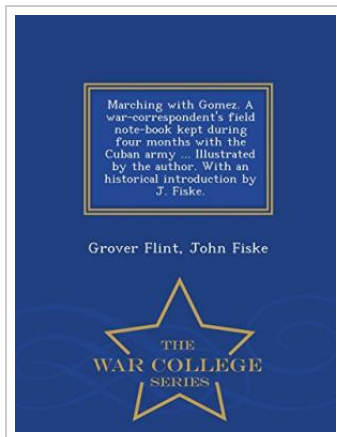 Marching with Gomez. A
war-correspondent's field
note-book kept during
four months with the
Cuban army ... Illustrated
by the author. With an
historical introduction by
J. Fiske.
Grover Flint, John Fiske
THE
WAR COLLEGE
SERIES